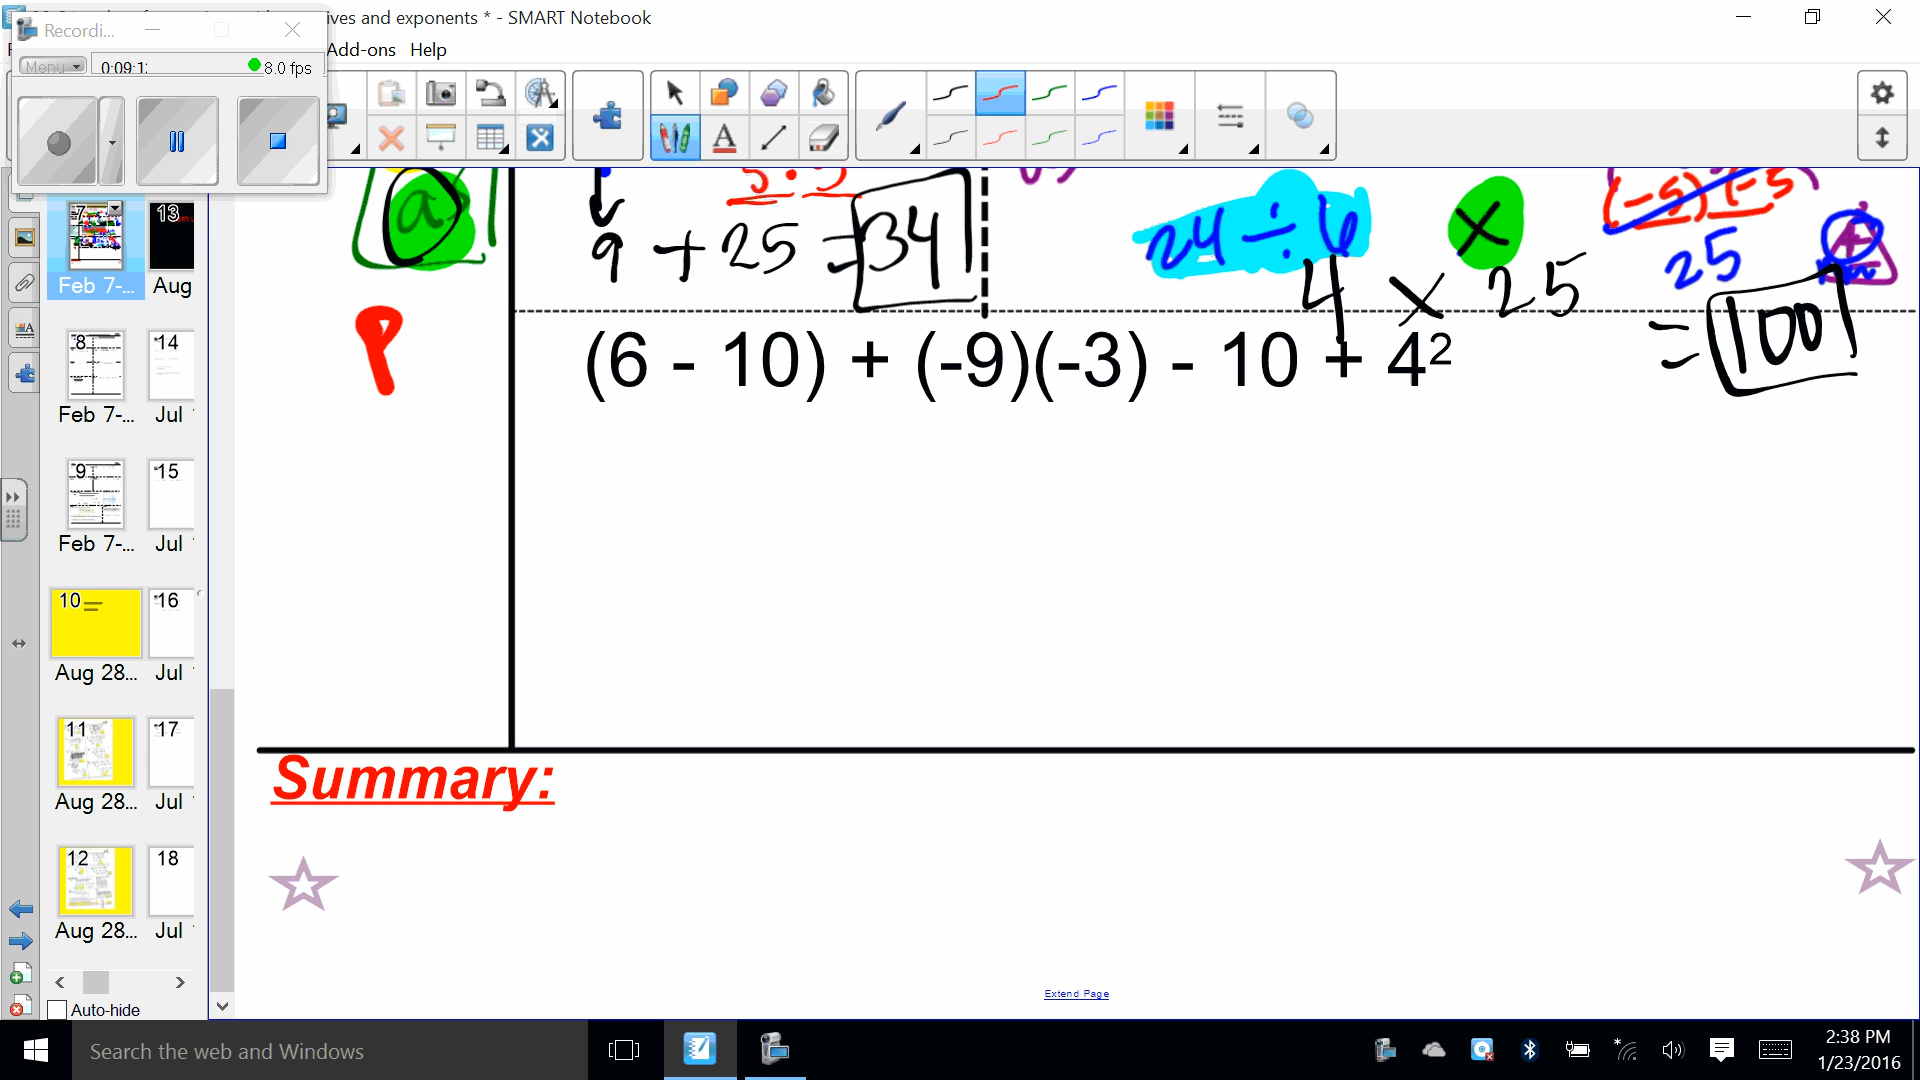 ives and exponents * - SMART Notebook
Recordi...
Add-ons Help
Menu 0:09:1 8.0 fps
a
9 + 25 = 34
24 ÷ 6 × (-5)(-5)
25
4 × 25
= 100
P
(6 - 10) + (-9)(-3) - 10 + 4²
Summary:
Extend Page
7 13
Feb 7-... Aug
8 14
Feb 7-... Jul
9 15
Feb 7-... Jul
10 16
Aug 28... Jul
11 17
Aug 28... Jul
12 18
Aug 28... Jul
Auto-hide
Search the web and Windows
2:38 PM
1/23/2016